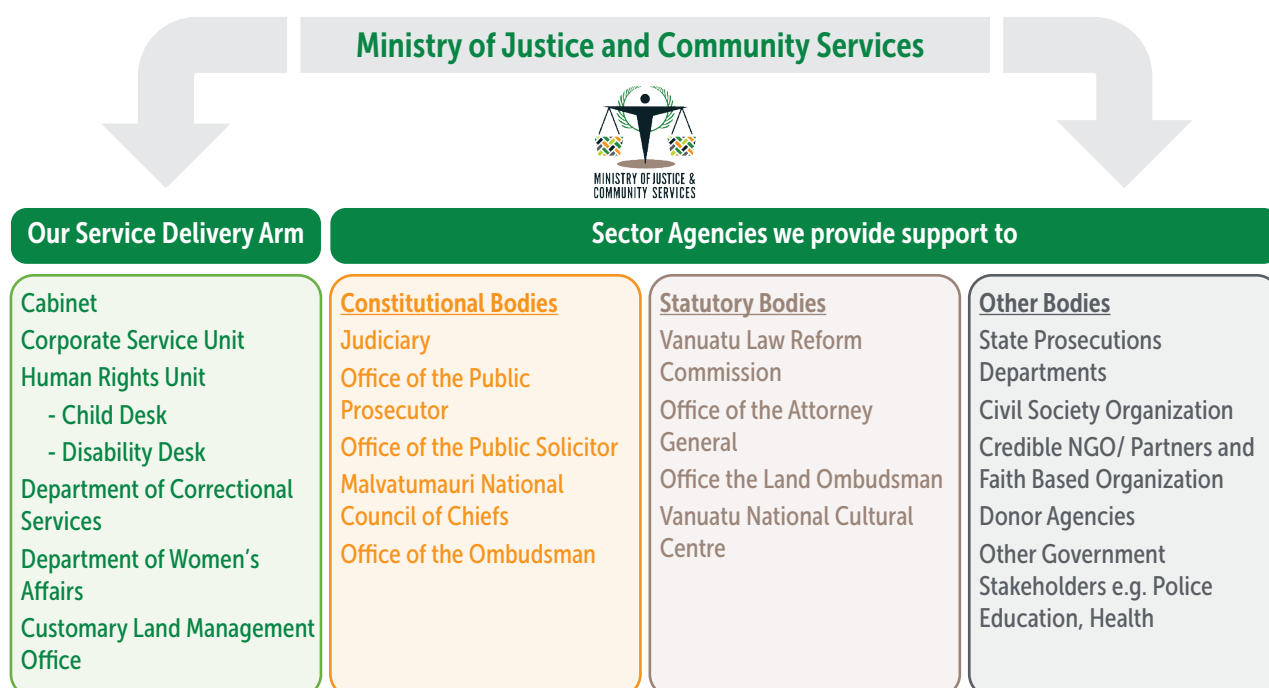 Ministry of Justice and Community Services
MINISTRY OF JUSTICE &
COMMUNITY SERVICES
Our Service Delivery Arm
Sector Agencies we provide support to
Cabinet
Corporate Service Unit
Human Rights Unit
- Child Desk
- Disability Desk
Department of Correctional
Services
Department of Women’s
Affairs
Customary Land Management
Office
Constitutional Bodies
Judiciary
Office of the Public
Prosecutor
Office of the Public Solicitor
Malvatumauri National
Council of Chiefs
Office of the Ombudsman
Statutory Bodies
Vanuatu Law Reform
Commission
Office of the Attorney
General
Office the Land Ombudsman
Vanuatu National Cultural
Centre
Other Bodies
State Prosecutions
Departments
Civil Society Organization
Credible NGO/ Partners and
Faith Based Organization
Donor Agencies
Other Government
Stakeholders e.g. Police
Education, Health